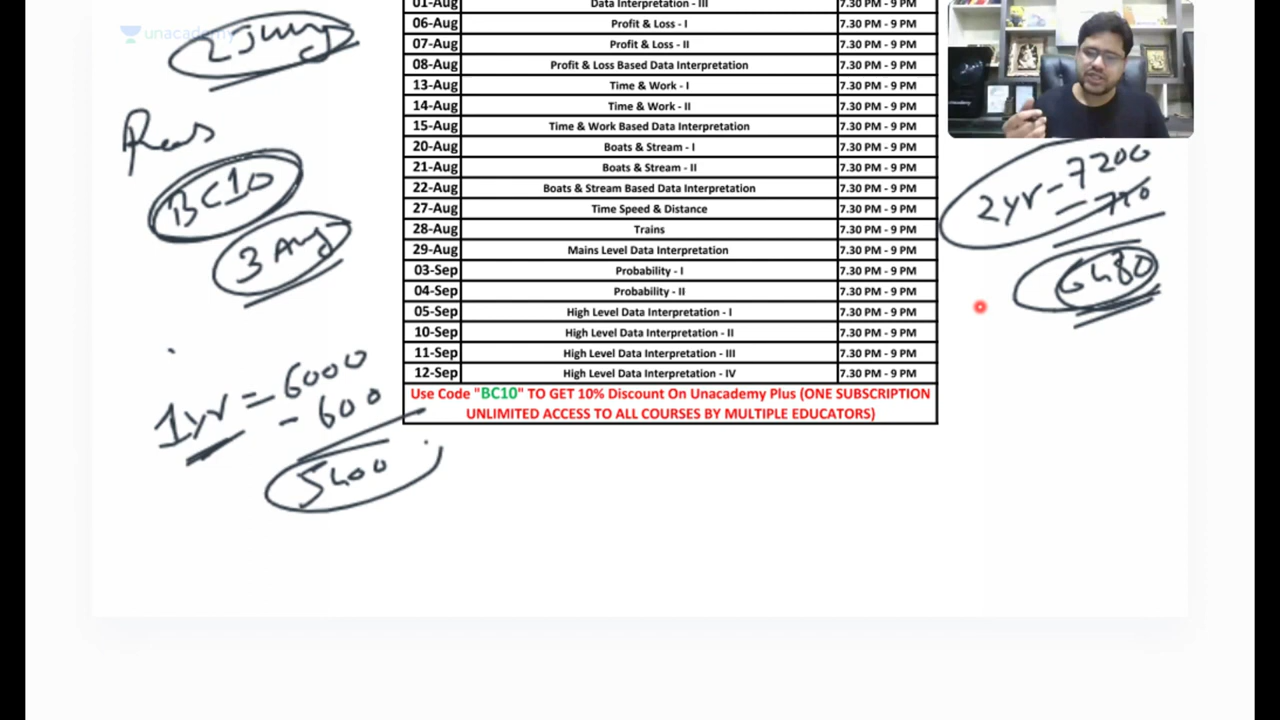 unacademy
2 Jun
01-Aug Data Interpretation - III 7.30 PM - 9 PM
06-Aug Profit & Loss - I 7.30 PM - 9 PM
07-Aug Profit & Loss - II 7.30 PM - 9 PM
08-Aug Profit & Loss Based Data Interpretation 7.30 PM - 9 PM
13-Aug Time & Work - I 7.30 PM - 9 PM
14-Aug Time & Work - II 7.30 PM - 9 PM
15-Aug Time & Work Based Data Interpretation 7.30 PM - 9 PM
20-Aug Boats & Stream - I 7.30 PM - 9 PM
21-Aug Boats & Stream - II 7.30 PM - 9 PM
22-Aug Boats & Stream Based Data Interpretation 7.30 PM - 9 PM
27-Aug Time Speed & Distance 7.30 PM - 9 PM
28-Aug Trains 7.30 PM - 9 PM
29-Aug Mains Level Data Interpretation 7.30 PM - 9 PM
03-Sep Probability - I 7.30 PM - 9 PM
04-Sep Probability - II 7.30 PM - 9 PM
05-Sep High Level Data Interpretation - I 7.30 PM - 9 PM
10-Sep High Level Data Interpretation - II 7.30 PM - 9 PM
11-Sep High Level Data Interpretation - III 7.30 PM - 9 PM
12-Sep High Level Data Interpretation - IV 7.30 PM - 9 PM
Use Code "BC10" TO GET 10% Discount On Unacademy Plus (ONE SUBSCRIPTION
UNLIMITED ACCESS TO ALL COURSES BY MULTIPLE EDUCATORS)
BC10
3 Aug
1yr = 6000
- 600
5400
2yr - 7200
- 720
6480